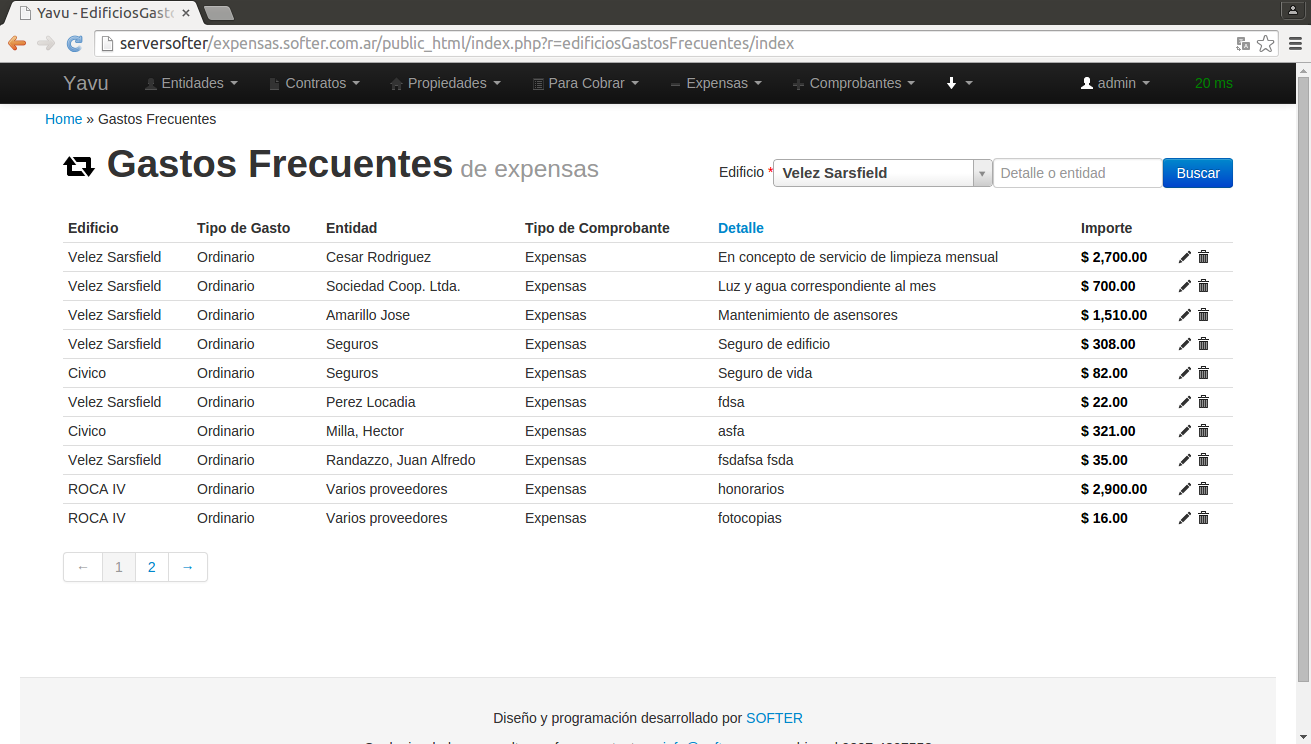 Yavu - EdificiosGasto
serversofter/expensas.softer.com.ar/public_html/index.php?r=edificiosGastosFrecuentes/index
Yavu Entidades Contratos Propiedades Para Cobrar Expensas Comprobantes admin 20 ms
Home » Gastos Frecuentes
Gastos Frecuentes de expensas Edificio * Velez Sarsfield Detalle o entidad Buscar
Edificio Tipo de Gasto Entidad Tipo de Comprobante Detalle Importe
Velez Sarsfield Ordinario Cesar Rodriguez Expensas En concepto de servicio de limpieza mensual $ 2,700.00
Velez Sarsfield Ordinario Sociedad Coop. Ltda. Expensas Luz y agua correspondiente al mes $ 700.00
Velez Sarsfield Ordinario Amarillo Jose Expensas Mantenimiento de asensores $ 1,510.00
Velez Sarsfield Ordinario Seguros Expensas Seguro de edificio $ 308.00
Civico Ordinario Seguros Expensas Seguro de vida $ 82.00
Velez Sarsfield Ordinario Perez Locadia Expensas fdsa $ 22.00
Civico Ordinario Milla, Hector Expensas asfa $ 321.00
Velez Sarsfield Ordinario Randazzo, Juan Alfredo Expensas fsdafsa fsda $ 35.00
ROCA IV Ordinario Varios proveedores Expensas honorarios $ 2,900.00
ROCA IV Ordinario Varios proveedores Expensas fotocopias $ 16.00
← 1 2 →
Diseño y programación desarrollado por SOFTER